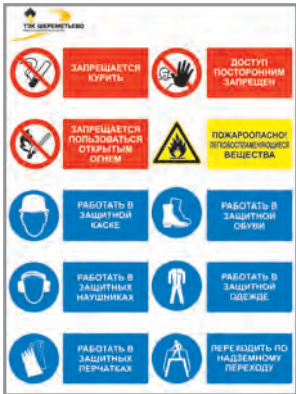 ТЗК ШЕРЕМЕТЬЕВО
ЗАПРЕЩАЕТСЯ
КУРИТЬ
ДОСТУП
ПОСТОРОННИМ
ЗАПРЕЩЕН
ЗАПРЕЩАЕТСЯ
ПОЛЬЗОВАТЬСЯ
ОТКРЫТЫМ
ОГНЕМ
ПОЖАРООПАСНО!
ЛЕГКОВОСПЛАМЕНЯЮЩИЕСЯ
ВЕЩЕСТВА
РАБОТАТЬ В
ЗАЩИТНОЙ
КАСКЕ
РАБОТАТЬ В
ЗАЩИТНОЙ
ОБУВИ
РАБОТАТЬ В
ЗАЩИТНЫХ
НАУШНИКАХ
РАБОТАТЬ В
ЗАЩИТНОЙ
ОДЕЖДЕ
РАБОТАТЬ В
ЗАЩИТНЫХ
ПЕРЧАТКАХ
ПЕРЕХОДИТЬ ПО
НАДЗЕМНОМУ
ПЕРЕХОДУ